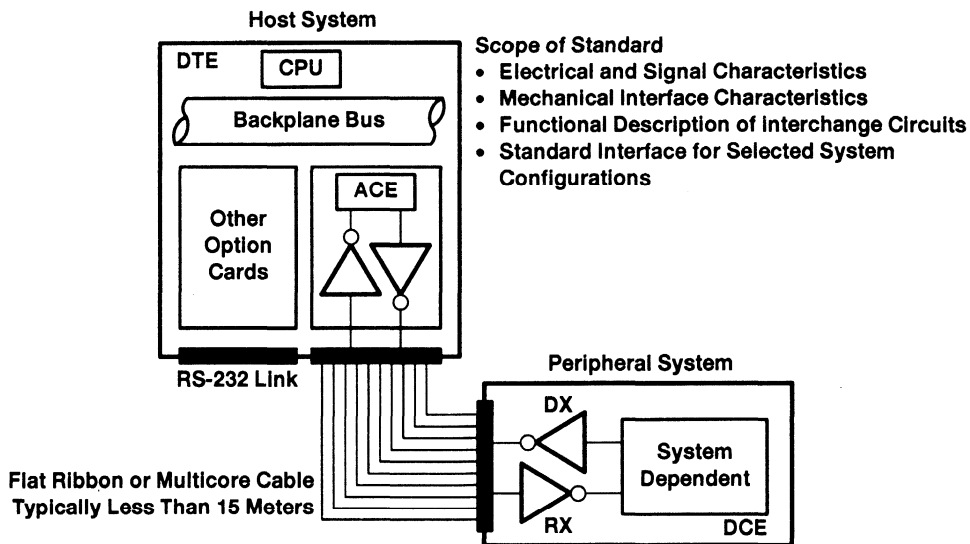 Host System
DTE
CPU
Backplane Bus
Other
Option
Cards
ACE
RS-232 Link
Scope of Standard
• Electrical and Signal Characteristics
• Mechanical Interface Characteristics
• Functional Description of interchange Circuits
• Standard Interface for Selected System
Configurations
Peripheral System
DX
System
Dependent
RX
DCE
Flat Ribbon or Multicore Cable
Typically Less Than 15 Meters